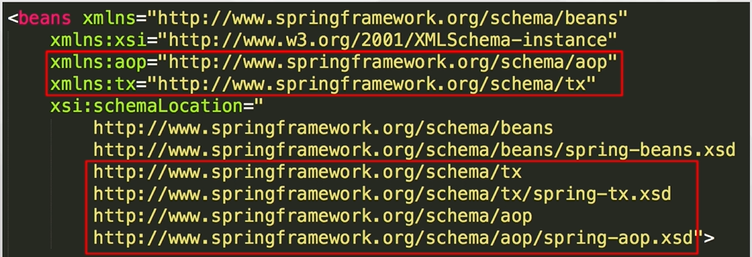 <beans xmlns="http://www.springframework.org/schema/beans"
xmlns:xsi="http://www.w3.org/2001/XMLSchema-instance"
xmlns:aop="http://www.springframework.org/schema/aop"
xmlns:tx="http://www.springframework.org/schema/tx"
xsi:schemaLocation="
http://www.springframework.org/schema/beans
http://www.springframework.org/schema/beans/spring-beans.xsd
http://www.springframework.org/schema/tx
http://www.springframework.org/schema/tx/spring-tx.xsd
http://www.springframework.org/schema/aop
http://www.springframework.org/schema/aop/spring-aop.xsd">